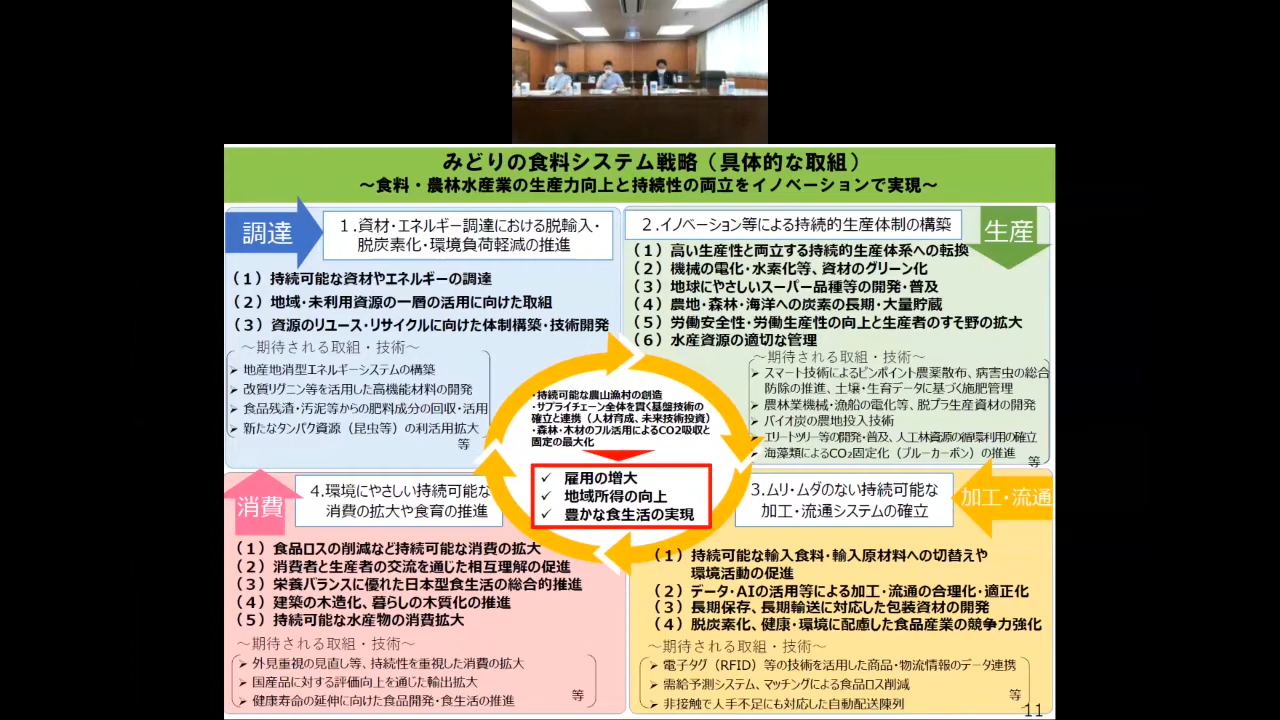 みどりの食料システム戦略（具体的な取組）
～食料・農林水産業の生産力向上と持続性の両立をイノベーションで実現～
調達
１.資材・エネルギー調達における脱輸入・
脱炭素化・環境負荷軽減の推進
（１）持続可能な資材やエネルギーの調達
（２）地域・未利用資源の一層の活用に向けた取組
（３）資源のリユース・リサイクルに向けた体制構築・技術開発
～期待される取組・技術～
➤ 地産地消型エネルギーシステムの構築
➤ 改質リグニン等を活用した高機能材料の開発
➤ 食品残渣・汚泥等からの肥料成分の回収・活用
➤ 新たなタンパク資源（昆虫等）の利活用拡大
等
２.イノベーション等による持続的生産体制の構築
生産
（１）高い生産性と両立する持続的生産体系への転換
（２）機械の電化・水素化等、資材のグリーン化
（３）地球にやさしいスーパー品種等の開発・普及
（４）農地・森林・海洋への炭素の長期・大量貯蔵
（５）労働安全性・労働生産性の向上と生産者のすそ野の拡大
（６）水産資源の適切な管理
～期待される取組・技術～
➤ スマート技術によるピンポイント農薬散布、病害虫の総合
防除の推進、土壌・生育データに基づく施肥管理
➤ 農林業機械・漁船の電化等、脱プラ生産資材の開発
➤ バイオ炭の農地投入技術
➤ エリートツリー等の開発・普及、人工林資源の循環利用の確立
➤ 海藻類によるCO₂固定化（ブルーカーボン）の推進
等
・持続可能な農山漁村の創造
・サプライチェーン全体を貫く基盤技術の
確立と連携（人材育成、未来技術投資）
・森林・木材のフル活用によるCO2吸収と
固定の最大化
✓ 雇用の増大
✓ 地域所得の向上
✓ 豊かな食生活の実現
消費
４.環境にやさしい持続可能な
消費の拡大や食育の推進
（１）食品ロスの削減など持続可能な消費の拡大
（２）消費者と生産者の交流を通じた相互理解の促進
（３）栄養バランスに優れた日本型食生活の総合的推進
（４）建築の木造化、暮らしの木質化の推進
（５）持続可能な水産物の消費拡大
～期待される取組・技術～
➤ 外見重視の見直し等、持続性を重視した消費の拡大
➤ 国産品に対する評価向上を通じた輸出拡大
➤ 健康寿命の延伸に向けた食品開発・食生活の推進
等
３.ムリ・ムダのない持続可能な
加工・流通システムの確立
加工・流通
（１）持続可能な輸入食料・輸入原材料への切替えや
環境活動の促進
（２）データ・AIの活用等による加工・流通の合理化・適正化
（３）長期保存、長期輸送に対応した包装資材の開発
（４）脱炭素化、健康・環境に配慮した食品産業の競争力強化
～期待される取組・技術～
➤ 電子タグ（RFID）等の技術を活用した商品・物流情報のデータ連携
➤ 需給予測システム、マッチングによる食品ロス削減
➤ 非接触で人手不足にも対応した自動配送陳列
等
11